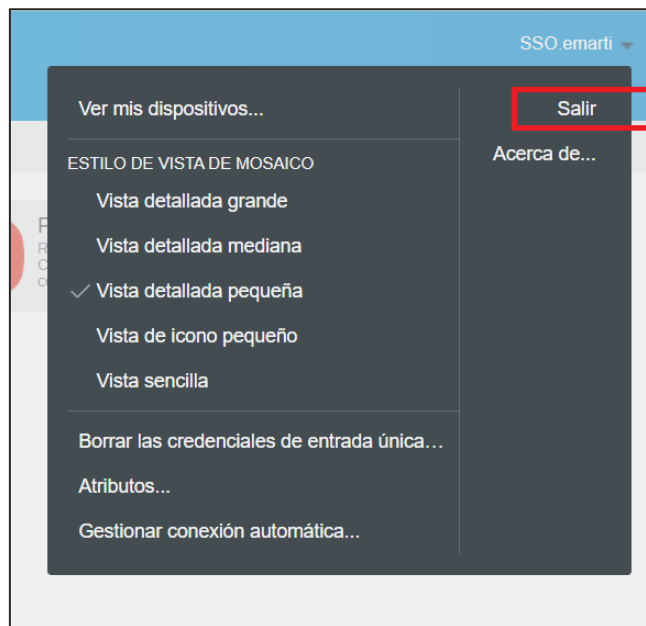 SSO.emarti
Ver mis dispositivos...
Salir
Acerca de...
ESTILO DE VISTA DE MOSAICO
Vista detallada grande
Vista detallada mediana
Vista detallada pequeña
Vista de icono pequeño
Vista sencilla
Borrar las credenciales de entrada única...
Atributos...
Gestionar conexión automática...